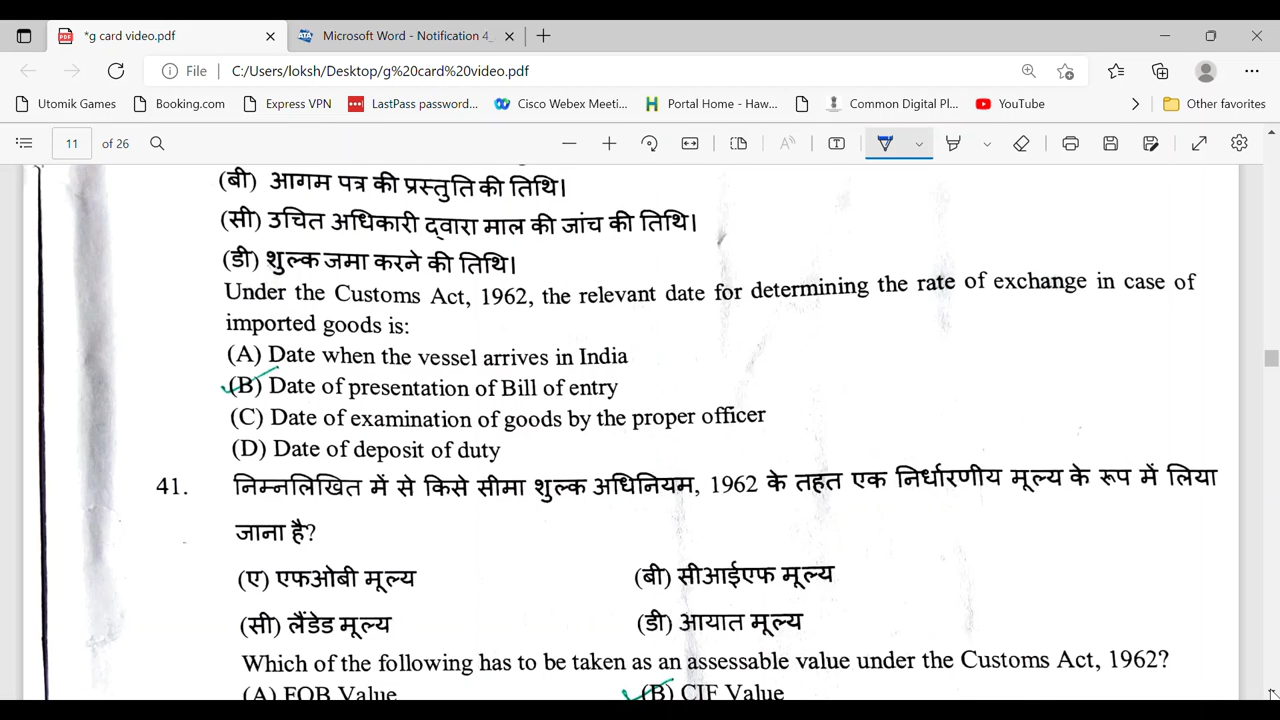 *g card video.pdf
Microsoft Word - Notification 4_
File
C:/Users/loksh/Desktop/g%20card%20video.pdf
Utomik Games
Booking.com
Express VPN
LastPass password...
Cisco Webex Meeti...
Portal Home - Haw...
Common Digital Pl...
YouTube
Other favorites
11 of 26
(बी) आगम पत्र की प्रस्तुति की तिथि।
(सी) उचित अधिकारी द्वारा माल की जांच की तिथि।
(डी) शुल्क जमा करने की तिथि।
Under the Customs Act, 1962, the relevant date for determining the rate of exchange in case of
imported goods is:
(A) Date when the vessel arrives in India
(B) Date of presentation of Bill of entry
(C) Date of examination of goods by the proper officer
(D) Date of deposit of duty
41. निम्नलिखित में से किसे सीमा शुल्क अधिनियम, 1962 के तहत एक निर्धारणीय मूल्य के रूप में लिया
जाना है?
(ए) एफओबी मूल्य (बी) सीआईएफ मूल्य
(सी) लैंडेड मूल्य (डी) आयात मूल्य
Which of the following has to be taken as an assessable value under the Customs Act, 1962?
(A) FOB Value (B) CIF Value